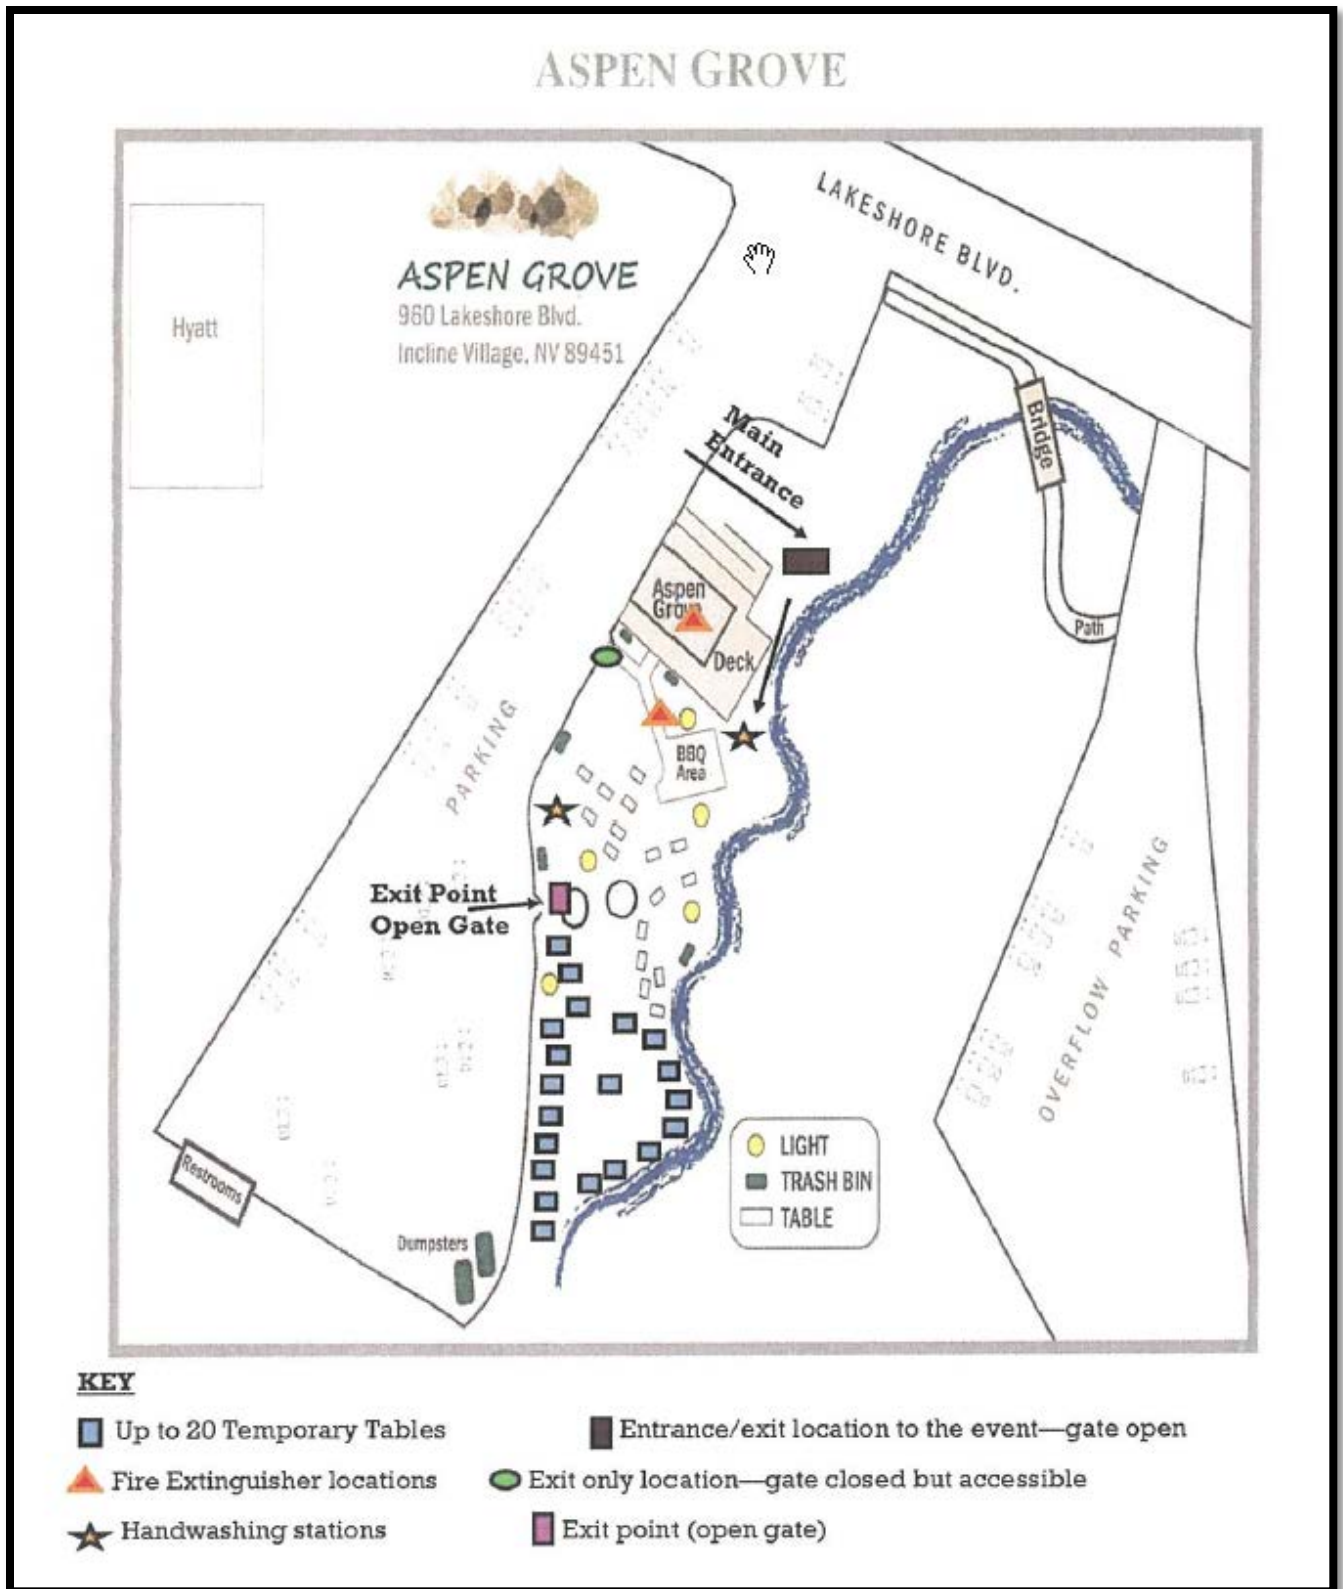 ASPEN GROVE
LAKESHORE BLVD.
ASPEN GROVE
960 Lakeshore Blvd.
Incline Village, NV 89451
Hyatt
Main
Entrance
Bridge
Aspen
Grove
Deck
Path
PARKING
BBQ
Area
Exit Point
Open Gate
OVERFLOW PARKING
LIGHT
TRASH BIN
TABLE
Restrooms
Dumpsters
KEY
Up to 20 Temporary Tables
Entrance/exit location to the event—gate open
Fire Extinguisher locations
Exit only location—gate closed but accessible
Handwashing stations
Exit point (open gate)